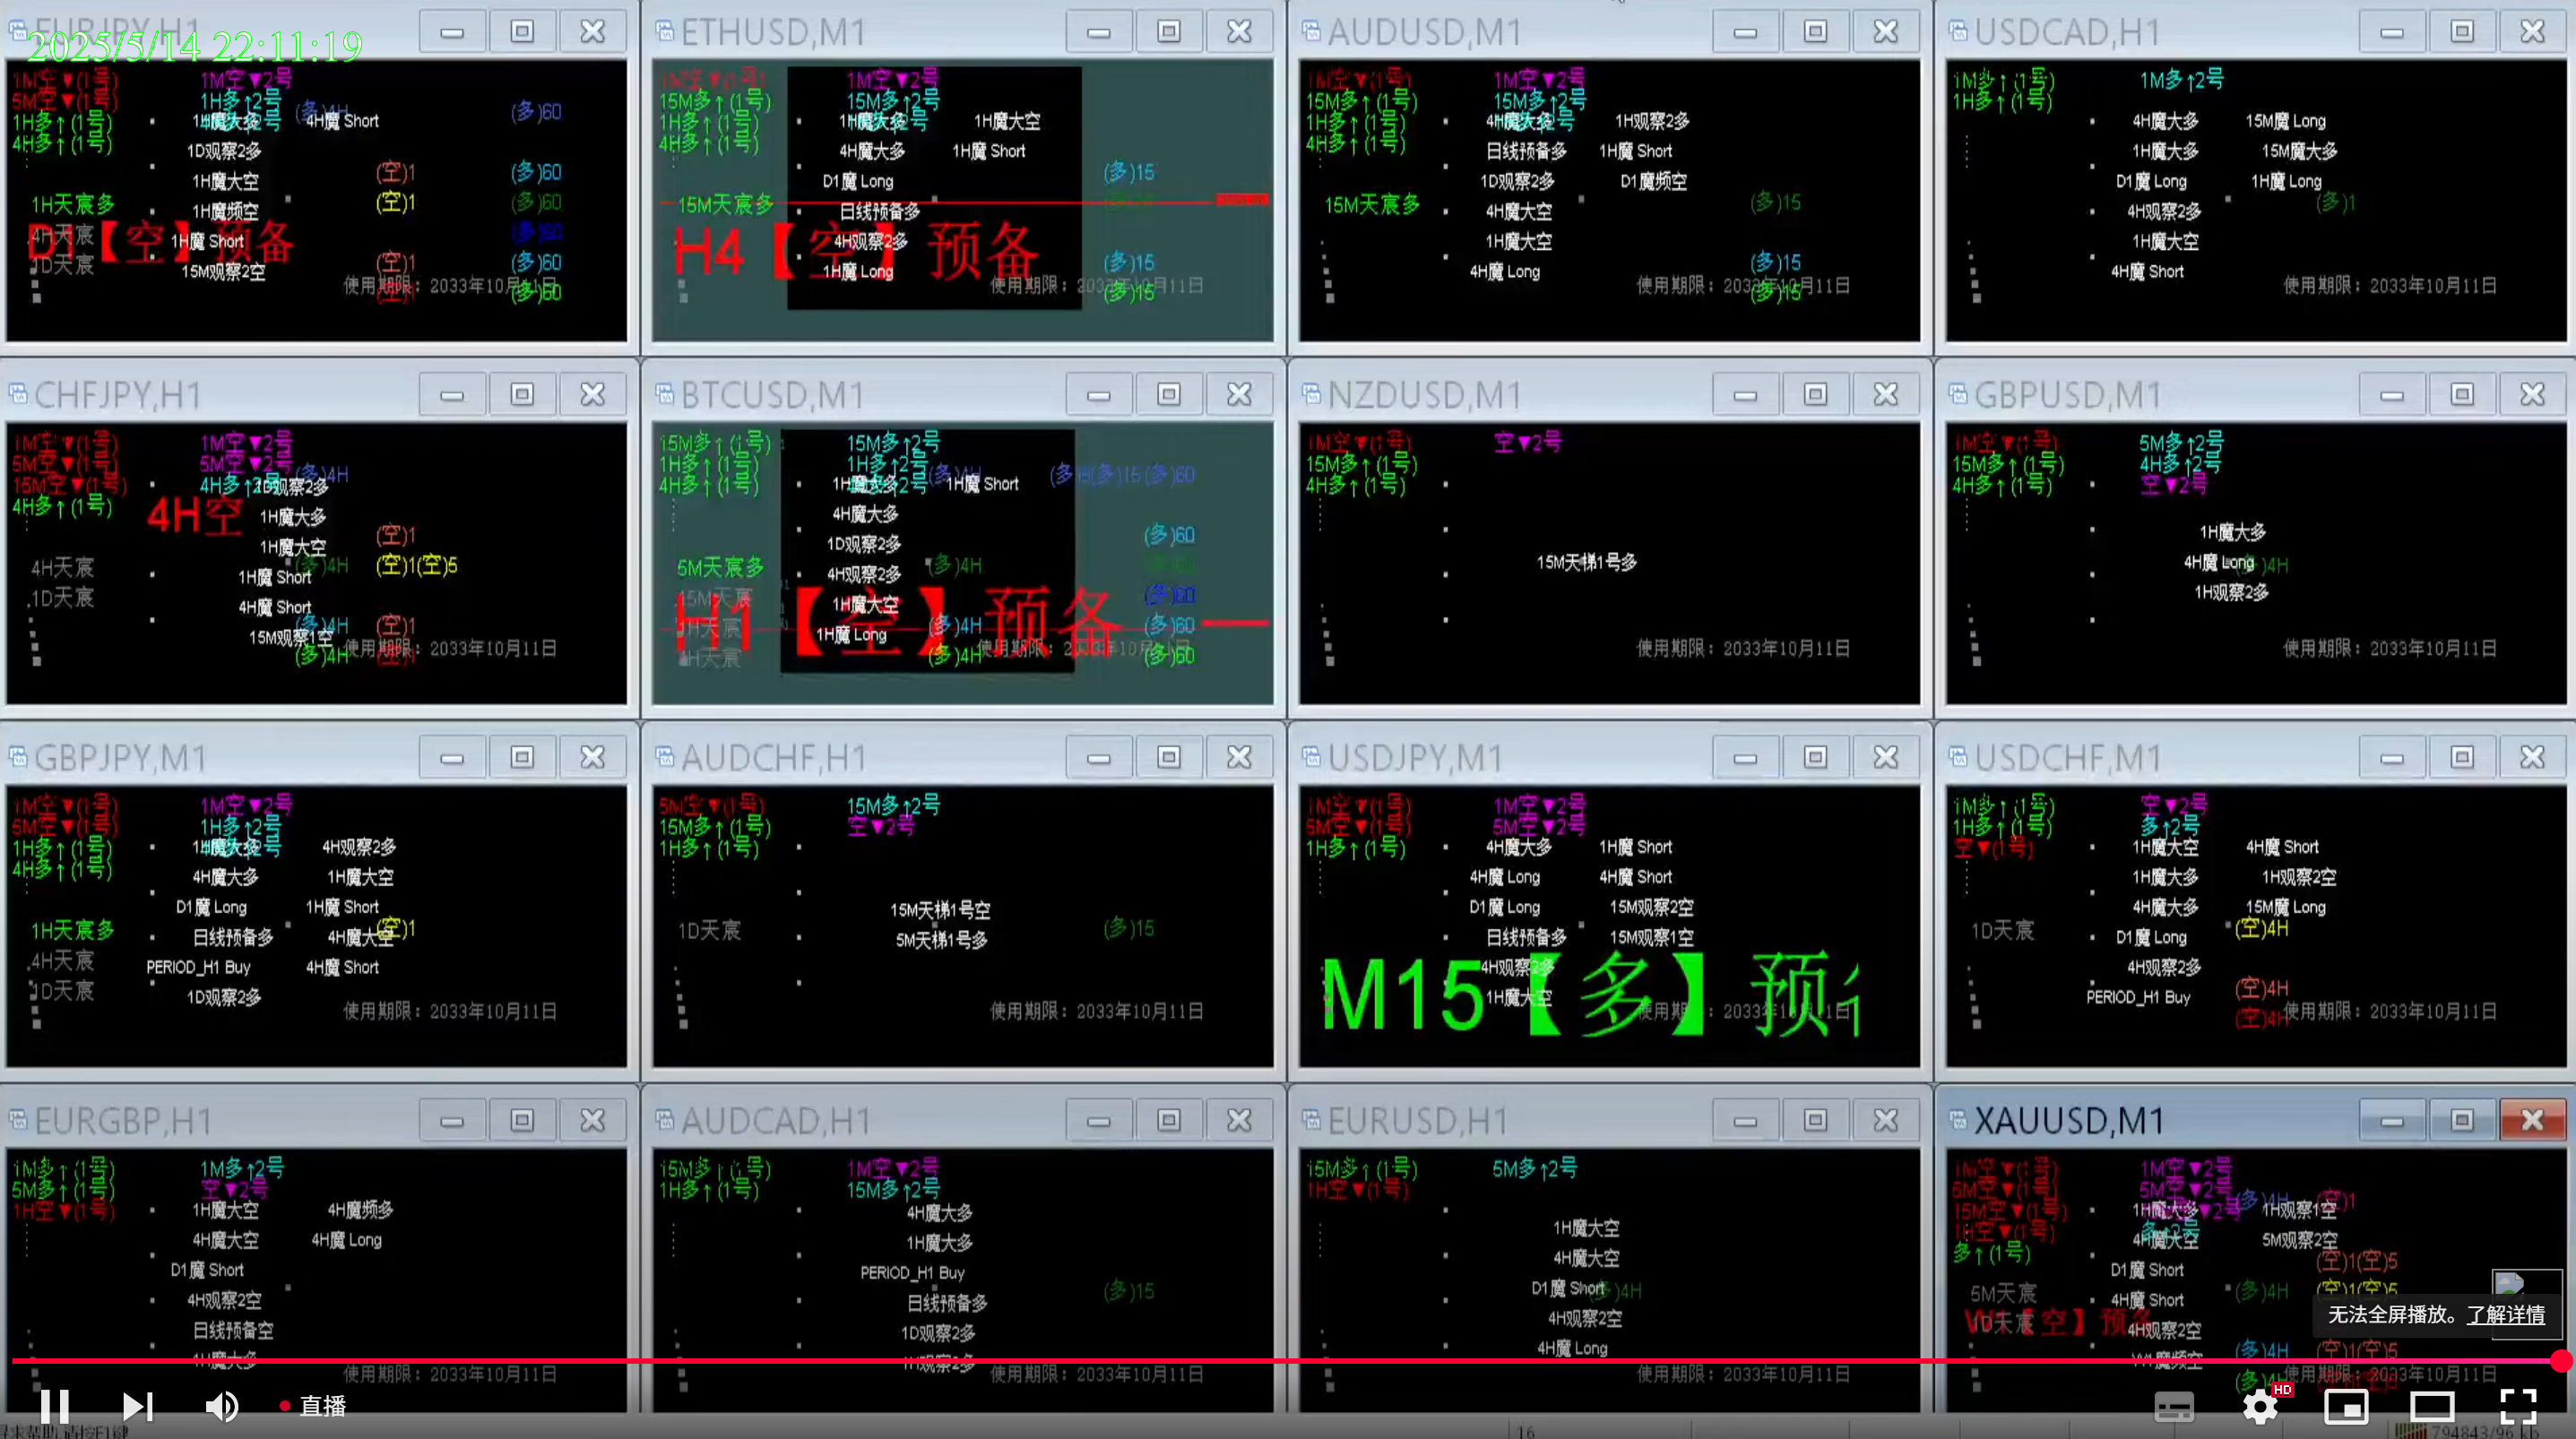 EURJPY,H1
2025/5/14 22:11:19
1M空▼(1号)
5M空▼(1号)
1H多↑(1号)
4H多↑(1号)
1M空▼2号
1H多↑2号
(多)4H
(多)60
1H魔大多
4H魔 Short
1D观察2多
1H魔大空
(空)1
(多)60
1H魔频空
(空)1
(多)60
1H天宸多
4H天宸
1D天宸
D1【空】预备
1H魔 Short
15M观察2空
(空)1
(多)60
(多)60
使用期限：2033年10月11日
ETHUSD,M1
15M多↑(1号)
1H多↑(1号)
4H多↑(1号)
1M空▼2号
15M多↑2号
1H魔大多
1H魔大空
4H魔大多
1H魔 Short
D1魔 Long
(多)15
15M天宸多
日线预备多
H4【空】预备
4H观察2多
1H魔 Long
(多)15
(多)15
AUDUSD,M1
1M空▼(1号)
15M多↑(1号)
1H多↑(1号)
4H多↑(1号)
1M空▼2号
15M多↑2号
4H魔大多
1H观察2多
日线预备多
1H魔 Short
1D观察2多
D1魔频空
15M天宸多
4H魔大空
1H魔大空
4H魔 Long
(多)15
(多)15
(多)15
USDCAD,H1
1M多↑(1号)
1H多↑(1号)
1M多↑2号
4H魔大多
15M魔 Long
1H魔大多
15M魔大多
D1魔 Long
1H魔 Long
4H观察2多
(多)1
1H魔大空
4H魔 Short
使用期限：2033年10月11日
CHFJPY,H1
1M空▼(1号)
5M空▼(1号)
15M空▼(1号)
4H多↑(1号)
1M空▼2号
5M空▼2号
4H多↑2号
(多)4H
1D观察2多
4H空
1H魔大多
1H魔大空
(空)1
(多)4H
(空)1(空)5
4H天宸
1D天宸
1H魔 Short
4H魔 Short
15M观察1空
(多)4H
(空)1
(多)4H
使用期限：2033年10月11日
BTCUSD,M1
15M多↑(1号)
1H多↑(1号)
4H多↑(1号)
15M多↑2号
1H多↑2号
(多)4H
(多)15(多)60
1H魔大多
1H魔 Short
4H魔大多
1D观察2多
(多)60
4H观察2多
(多)4H
5M天宸多
15M天宸
1H天宸
4H天宸
H1【空】预备
1H魔大空
(多)60
1H魔 Long
(多)4H
(多)60
(多)4H
(多)60
NZDUSD,M1
1M空▼(1号)
15M多↑(1号)
4H多↑(1号)
空▼2号
15M天梯1号多
使用期限：2033年10月11日
GBPUSD,M1
1M空▼(1号)
15M多↑(1号)
4H多↑(1号)
5M多↑2号
4H多↑2号
空▼2号
1H魔大多
4H魔 Long
(多)4H
1H观察2多
使用期限：2033年10月11日
GBPJPY,M1
1M空▼(1号)
5M空▼(1号)
1H多↑(1号)
4H多↑(1号)
1M空▼2号
1H多↑2号
1H魔大多
4H观察2多
4H魔大多
1H魔大空
D1魔 Long
1H魔 Short
1H天宸多
4H天宸
1D天宸
日线预备多
4H魔大空
(空)1
PERIOD_H1 Buy
4H魔 Short
1D观察2多
使用期限：2033年10月11日
AUDCHF,H1
5M空▼(1号)
15M多↑(1号)
1H多↑(1号)
15M多↑2号
空▼2号
15M天梯1号空
5M天梯1号多
1D天宸
(多)15
使用期限：2033年10月11日
USDJPY,M1
1M空▼(1号)
5M空▼(1号)
1H多↑(1号)
1M空▼2号
5M空▼2号
4H魔大多
1H魔 Short
4H魔 Long
4H魔 Short
D1魔 Long
15M观察2空
日线预备多
15M观察1空
4H观察2多
M15【多】预
1H魔大空
USDCHF,M1
1M多↑(1号)
1H多↑(1号)
空▼(1号)
空▼2号
多↑2号
1H魔大空
4H魔 Short
1H魔大多
1H观察2空
4H魔大多
15M魔 Long
1D天宸
D1魔 Long
(空)4H
4H观察2多
PERIOD_H1 Buy
(空)4H
(空)4H
使用期限：2033年10月11日
EURGBP,H1
1M多↑(1号)
5M多↑(1号)
1H空▼(1号)
1M多↑2号
空▼2号
1H魔大空
4H魔频多
4H魔大空
4H魔 Long
D1魔 Short
4H观察2空
日线预备空
1H魔大多
使用期限：2033年10月11日
AUDCAD,H1
15M多↑(1号)
1H多↑(1号)
1M空▼2号
15M多↑2号
4H魔大多
1H魔大多
PERIOD_H1 Buy
日线预备多
(多)15
1D观察2多
1H观察2多
使用期限：2033年10月11日
EURUSD,H1
15M多↑(1号)
1H空▼(1号)
5M多↑2号
1H魔大空
4H魔大空
D1魔 Short
(多)4H
4H观察2空
4H魔 Long
使用期限：2033年10月11日
XAUUSD,M1
1M空▼(1号)
5M空▼(1号)
15M空▼(1号)
1H空▼(1号)
多↑(1号)
1M空▼2号
5M空▼2号
多↑2号
(多)4H
(空)1
1H魔大多
1H观察1空
4H魔大空
5M观察2空
D1魔 Short
(空)1(空)5
5M天宸
1D天宸
4H魔 Short
(多)4H
(空)1(空)5
4H观察2空
(多)4H
(空)1(空)5
使用期限：2033年10月11日
无法全屏播放。了解详情
直播
HD
16